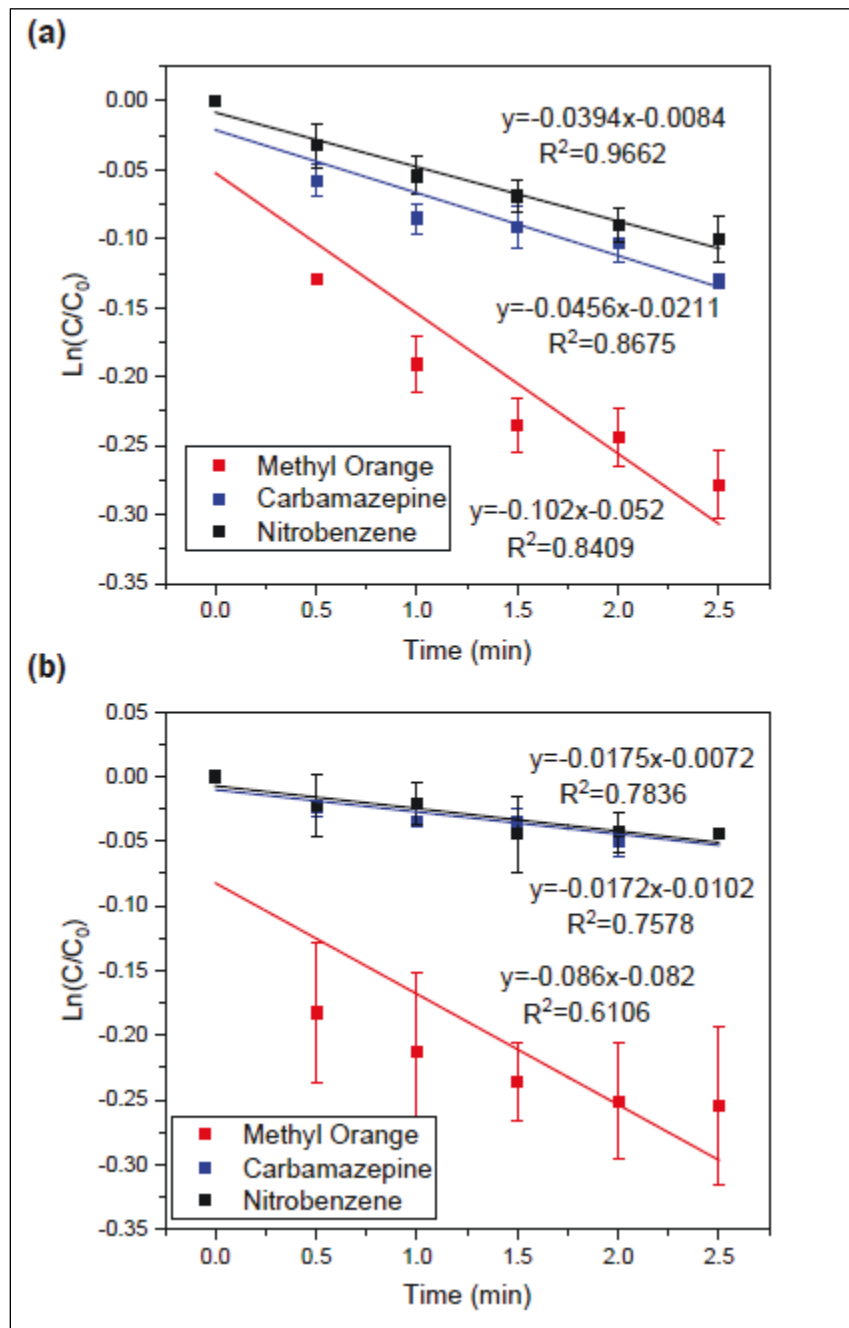 (a)
0.00
-0.05
-0.10
-0.15
-0.20
-0.25
-0.30
-0.35
Ln(C/C₀)
y=-0.0394x-0.0084
R²=0.9662
y=-0.0456x-0.0211
R²=0.8675
y=-0.102x-0.052
R²=0.8409
Methyl Orange
Carbamazepine
Nitrobenzene
0.0 0.5 1.0 1.5 2.0 2.5
Time (min)
(b)
0.05
0.00
-0.05
-0.10
-0.15
-0.20
-0.25
-0.30
-0.35
Ln(C/C₀)
y=-0.0175x-0.0072
R²=0.7836
y=-0.0172x-0.0102
R²=0.7578
y=-0.086x-0.082
R²=0.6106
Methyl Orange
Carbamazepine
Nitrobenzene
0.0 0.5 1.0 1.5 2.0 2.5
Time (min)